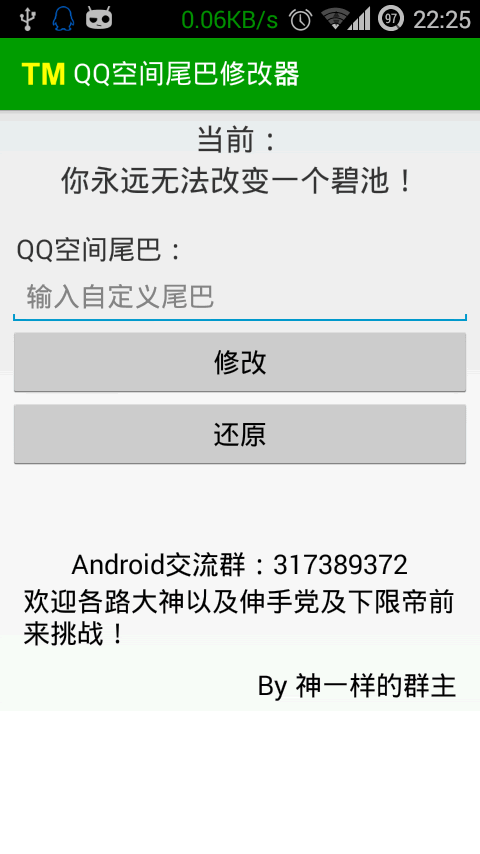 0.06KB/s 97 22:25
TM QQ空间尾巴修改器
当前：
你永远无法改变一个碧池！
QQ空间尾巴：
输入自定义尾巴
修改
还原
Android交流群：317389372
欢迎各路大神以及伸手党及下限帝前
来挑战！
By 神一样的群主